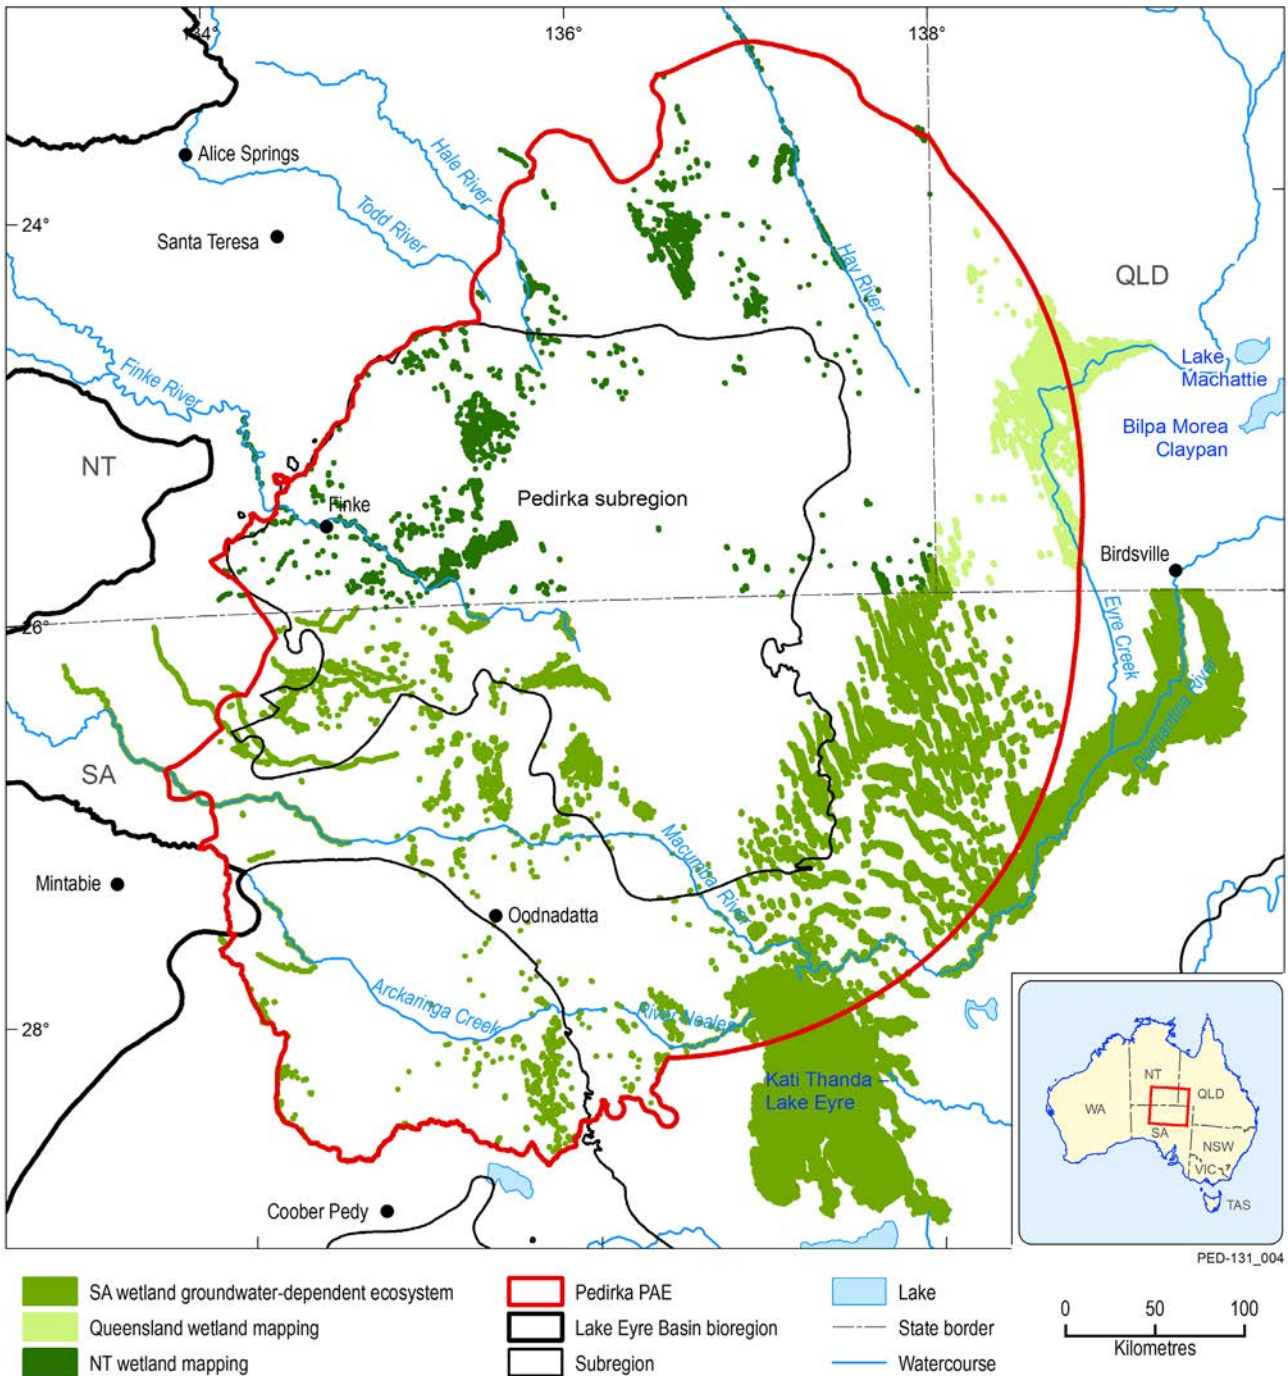 134°
136°
138°
Alice Springs
Hale River
Todd River
Santa Teresa
24°
Hay River
QLD
Lake
Machattie
Finke River
Bilpa Morea
Claypan
NT
Pedirka subregion
Finke
Birdsville
26°
Eyre Creek
Diamantina River
SA
Macumba River
Mintabie
Oodnadatta
Arckaringa Creek
River Neales
28°
Kati Thanda
Lake Eyre
Coober Pedy
NT
QLD
WA
SA
NSW
VIC
TAS
PED-131_004
SA wetland groundwater-dependent ecosystem
Queensland wetland mapping
NT wetland mapping
Pedirka PAE
Lake Eyre Basin bioregion
Subregion
Lake
State border
Watercourse
0 50 100
Kilometres